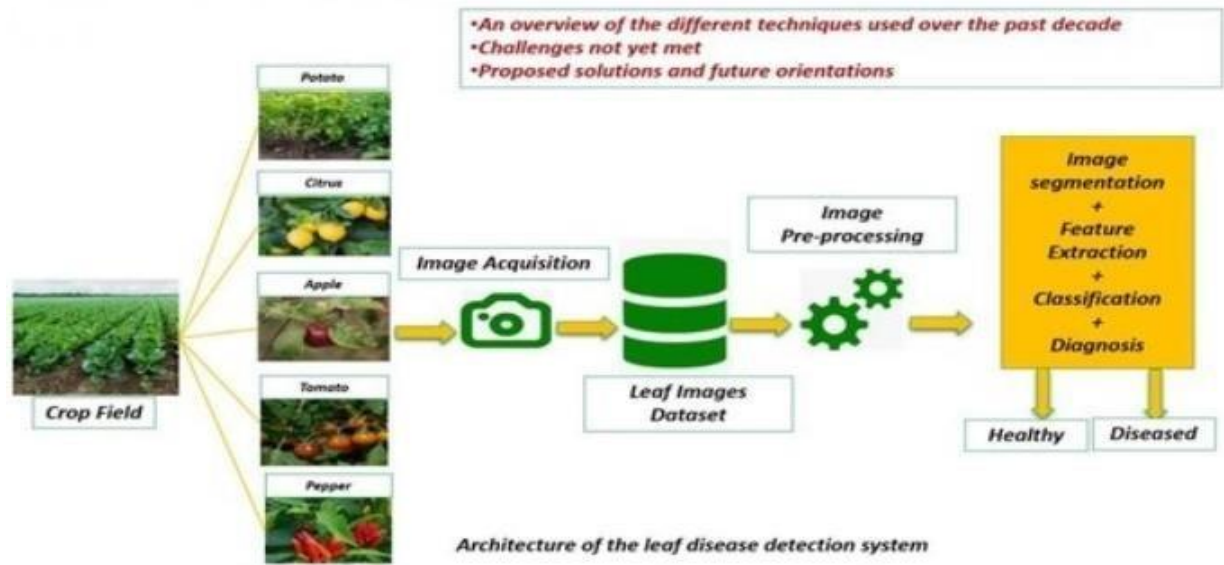 •An overview of the different techniques used over the past decade
•Challenges not yet met
•Proposed solutions and future orientations
Potato
Citrus
Apple
Tomato
Pepper
Crop Field
Image Acquisition
Leaf Images
Dataset
Image
Pre-processing
Image
segmentation
+
Feature
Extraction
+
Classification
+
Diagnosis
Healthy
Diseased
Architecture of the leaf disease detection system